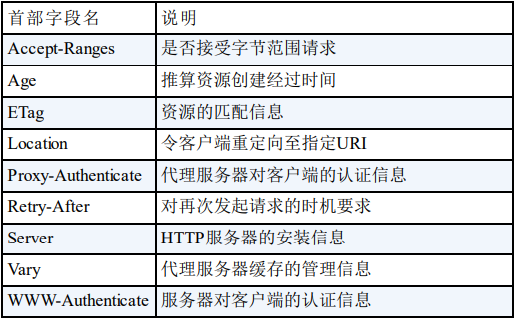 首部字段名 说明
Accept-Ranges 是否接受字节范围请求
Age 推算资源创建经过时间
ETag 资源的匹配信息
Location 令客户端重定向至指定URI
Proxy-Authenticate 代理服务器对客户端的认证信息
Retry-After 对再次发起请求的时机要求
Server HTTP服务器的安装信息
Vary 代理服务器缓存的管理信息
WWW-Authenticate 服务器对客户端的认证信息